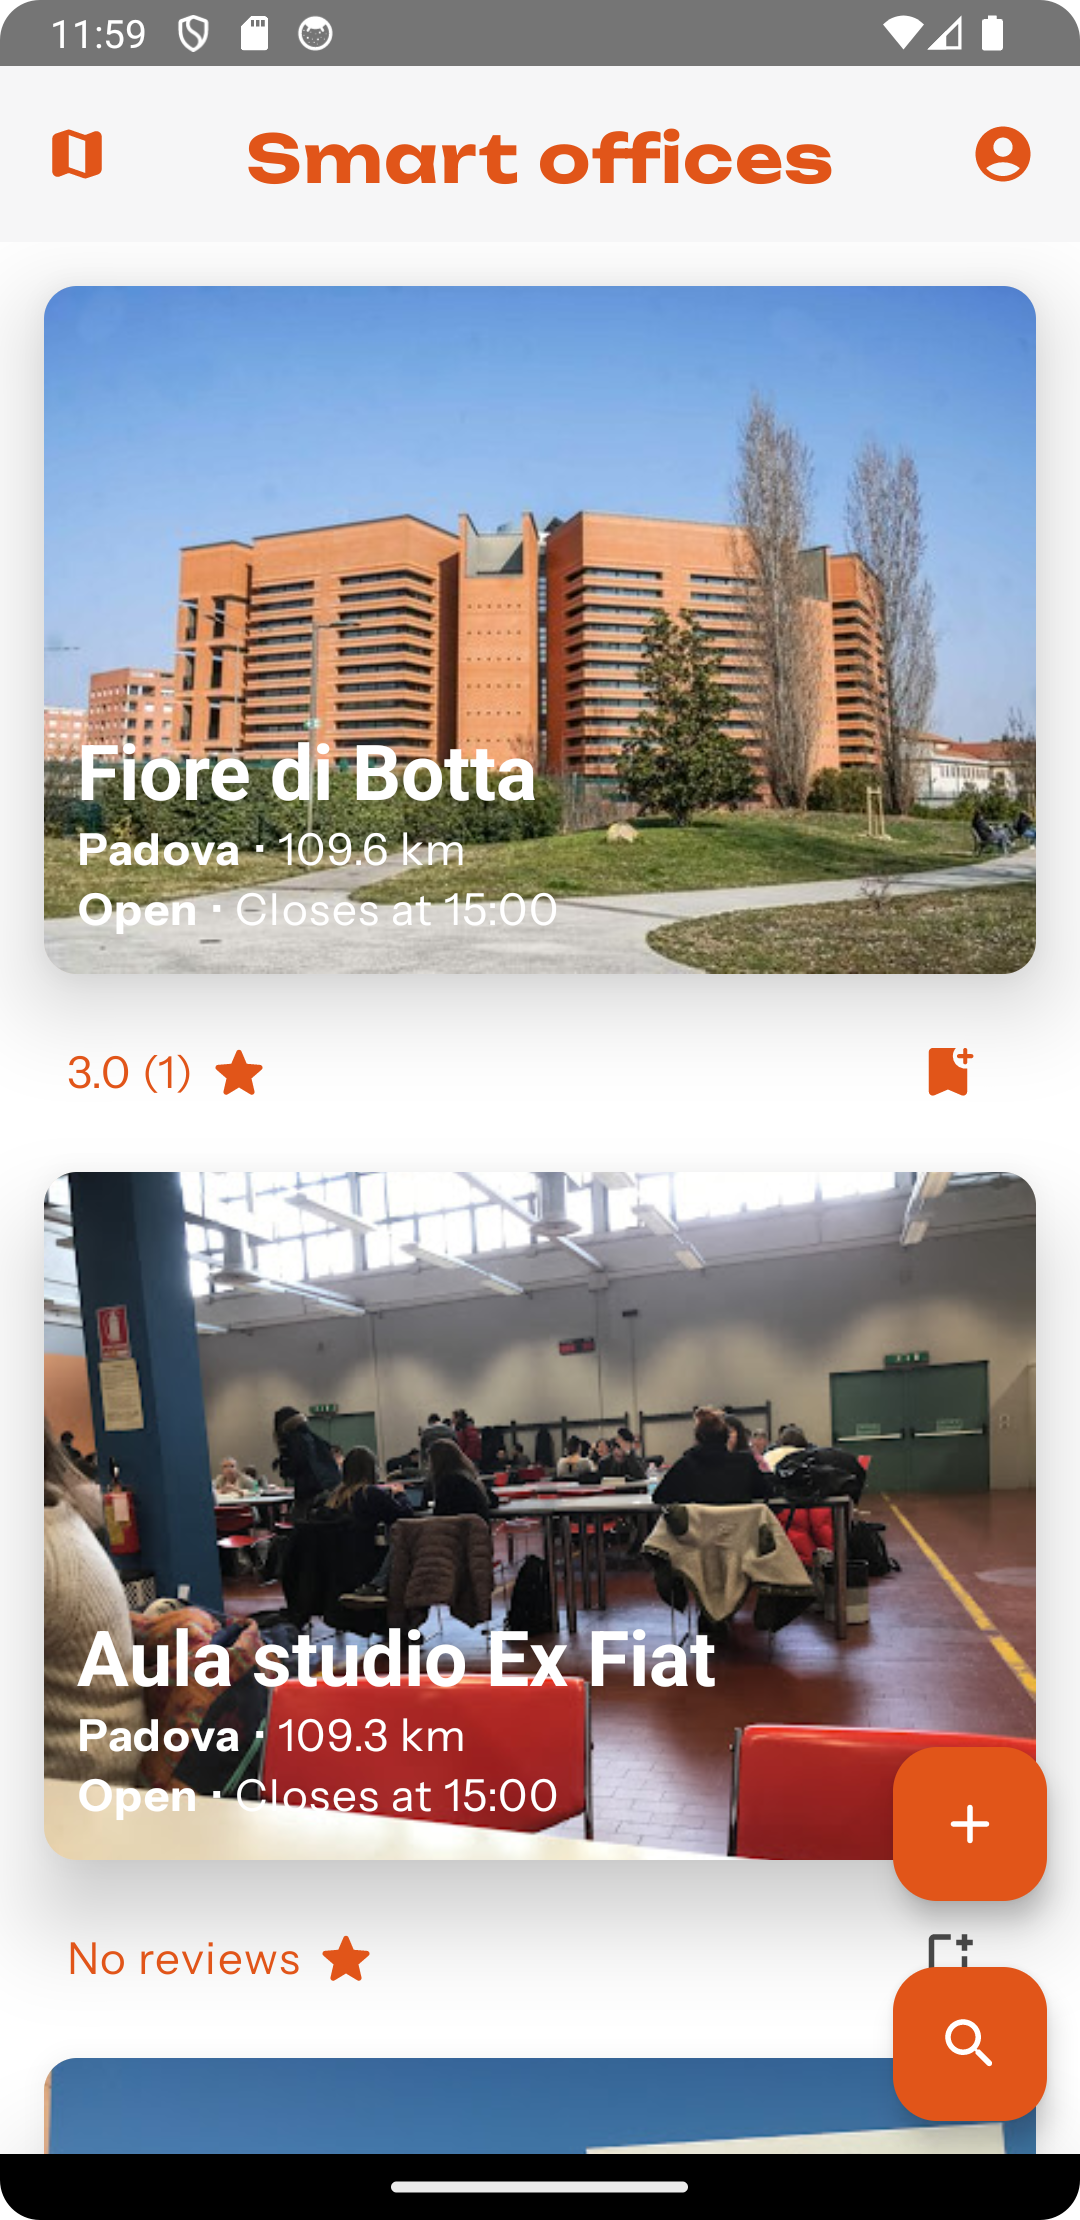 11:59
Smart offices
Fiore di Botta
Padova · 109.6 km
Open · Closes at 15:00
3.0 (1)
Aula studio Ex Fiat
Padova · 109.3 km
Open · Closes at 15:00
No reviews